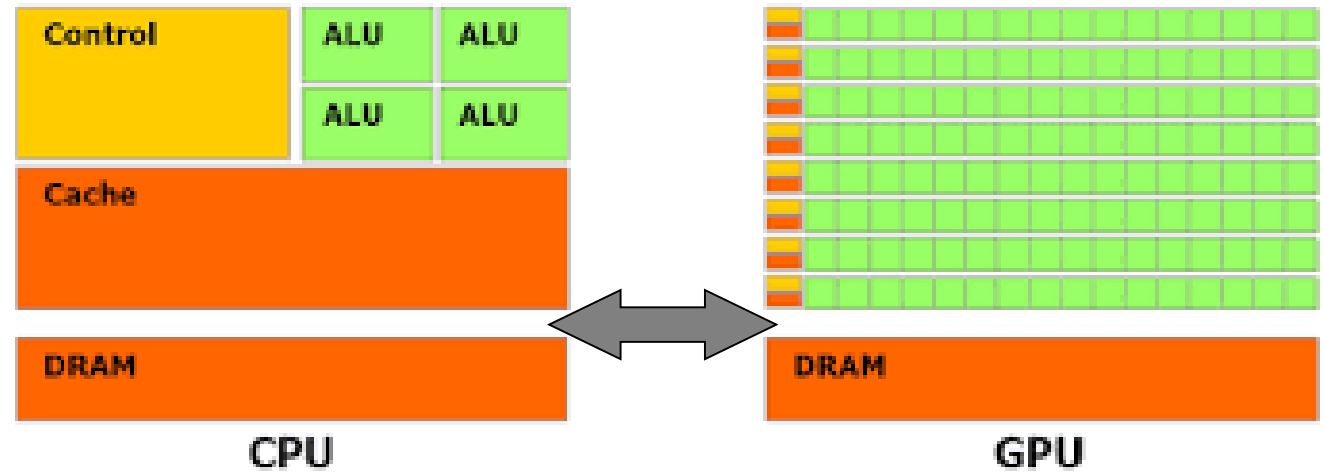 Control ALU ALU
ALU ALU
Cache
DRAM DRAM
CPU GPU